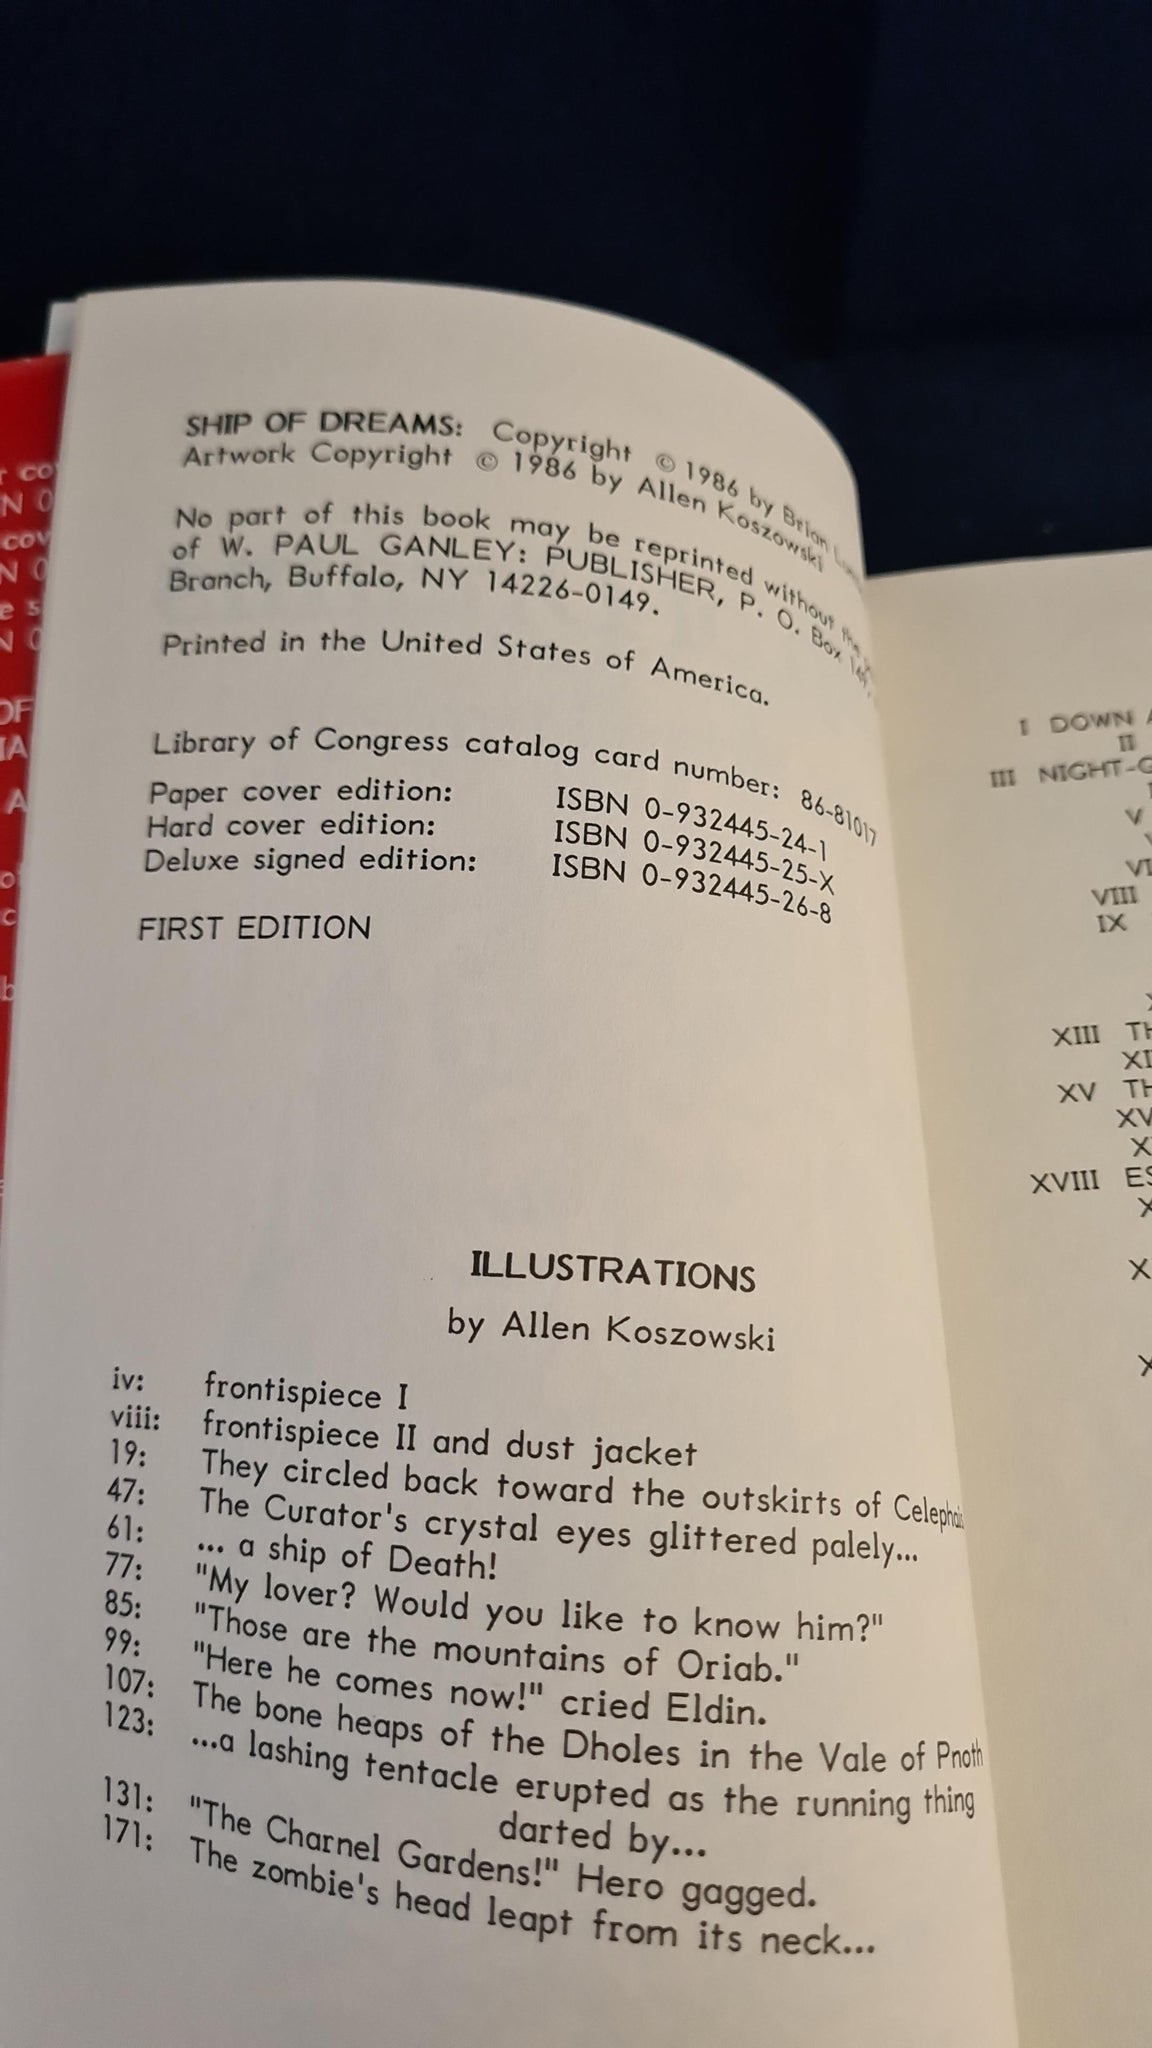 SHIP OF DREAMS: Copyright © 1986 by Brian
Artwork Copyright © 1986 by Allen Koszowski
No part of this book may be reprinted without the
of W. PAUL GANLEY: PUBLISHER, P. O. Box 149,
Branch, Buffalo, NY 14226-0149.
Printed in the United States of America.
Library of Congress catalog card number: 86-81017
Paper cover edition: ISBN 0-932445-24-1
Hard cover edition: ISBN 0-932445-25-X
Deluxe signed edition: ISBN 0-932445-26-8
FIRST EDITION
ILLUSTRATIONS
by Allen Koszowski
iv: frontispiece I
viii: frontispiece II and dust jacket
19: They circled back toward the outskirts of Celephais
47: The Curator's crystal eyes glittered palely...
61: ... a ship of Death!
77: "My lover? Would you like to know him?"
85: "Those are the mountains of Oriab."
99: "Here he comes now!" cried Eldin.
107: The bone heaps of the Dholes in the Vale of Pnoth
123: ...a lashing tentacle erupted as the running thing
darted by...
131: "The Charnel Gardens!" Hero gagged.
171: The zombie's head leapt from its neck...
I DOWN
II
III NIGHT-G
V
VIII
IX
XIII TH
XV TH
XVIII ES